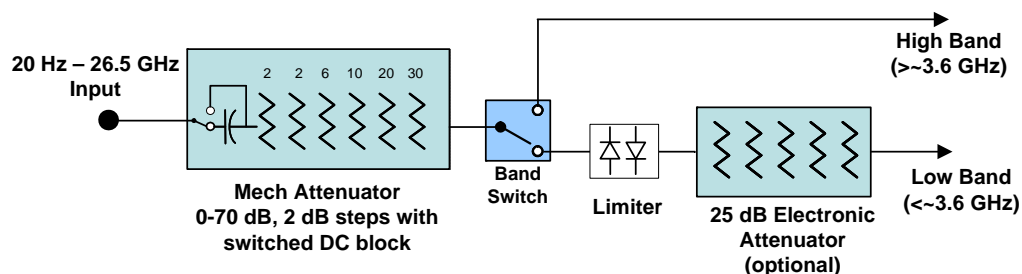 20 Hz – 26.5 GHz
Input
2 2 6 10 20 30
Mech Attenuator
0-70 dB, 2 dB steps with
switched DC block
Band
Switch
Limiter
25 dB Electronic
Attenuator
(optional)
High Band
(>~3.6 GHz)
Low Band
(<~3.6 GHz)